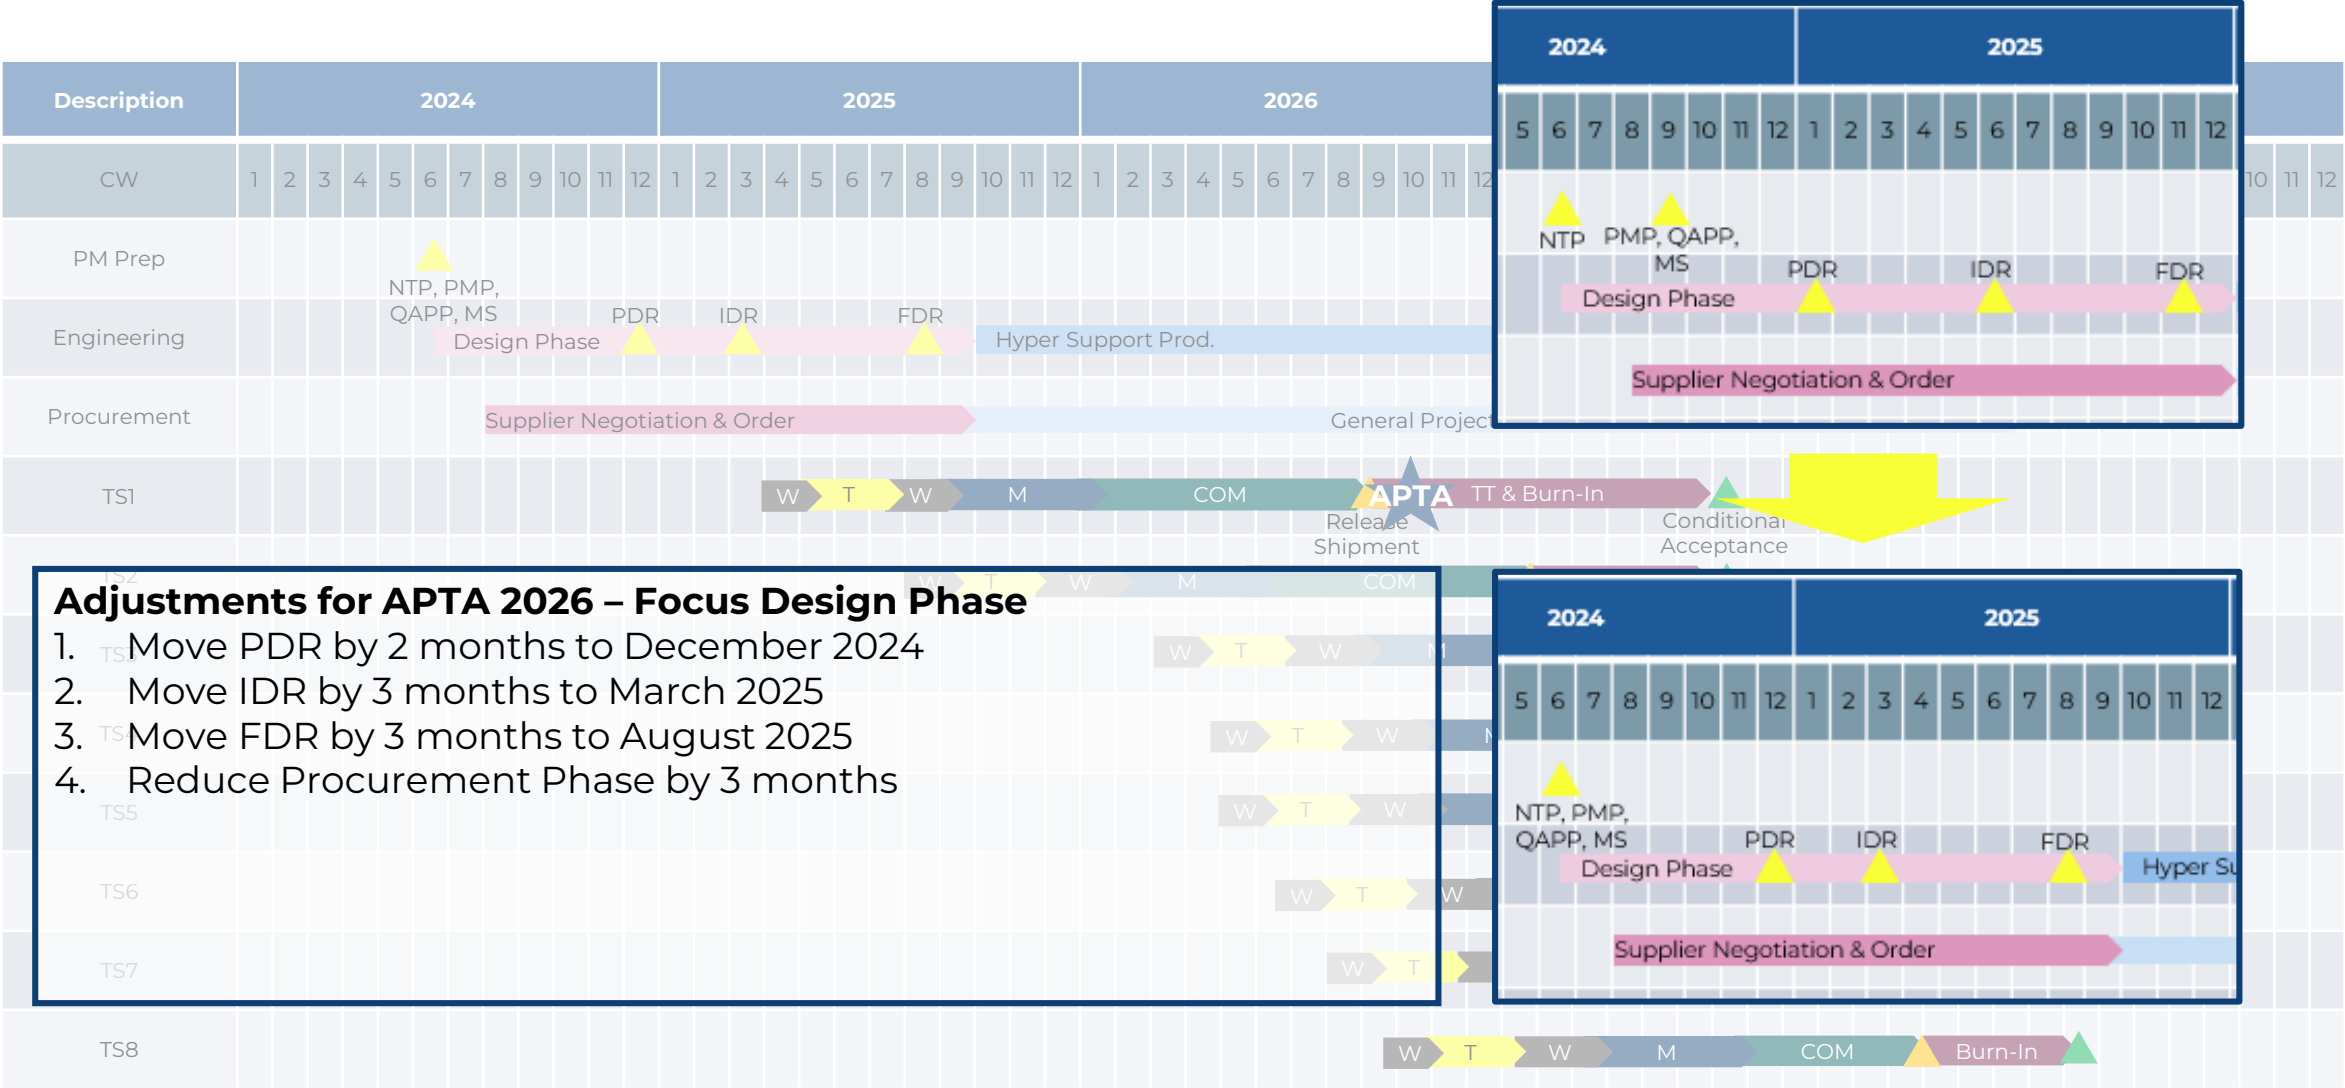 Description 2024 2025 2026
CW 1 2 3 4 5 6 7 8 9 10 11 12 1 2 3 4 5 6 7 8 9 10 11 12 1 2 3 4 5 6 7 8 9 10 11 12 10 11 12
PM Prep
NTP, PMP,
QAPP, MS
Engineering
PDR IDR FDR
Design Phase
Hyper Support Prod.
Procurement
Supplier Negotiation & Order
General Project
TS1
W T W M COM APTA TT & Burn-In
Release
Shipment
Conditional
Acceptance
TS2
W T W M COM
TS3
W T W M
TS4
W T W M
TS5
W T W
TS6
W T W
TS7
W T
TS8
W T W M COM Burn-In
Adjustments for APTA 2026 – Focus Design Phase
1. Move PDR by 2 months to December 2024
2. Move IDR by 3 months to March 2025
3. Move FDR by 3 months to August 2025
4. Reduce Procurement Phase by 3 months
2024 2025
5 6 7 8 9 10 11 12 1 2 3 4 5 6 7 8 9 10 11 12
NTP PMP, QAPP,
MS
PDR IDR FDR
Design Phase
Supplier Negotiation & Order
2024 2025
5 6 7 8 9 10 11 12 1 2 3 4 5 6 7 8 9 10 11 12
NTP, PMP,
QAPP, MS
PDR IDR FDR
Design Phase
Hyper Su
Supplier Negotiation & Order